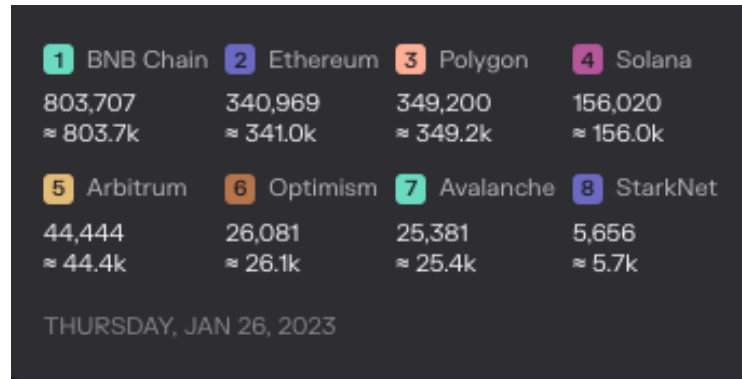 1 BNB Chain 2 Ethereum 3 Polygon 4 Solana
803,707 340,969 349,200 156,020
≈ 803.7k ≈ 341.0k ≈ 349.2k ≈ 156.0k
5 Arbitrum 6 Optimism 7 Avalanche 8 StarkNet
44,444 26,081 25,381 5,656
≈ 44.4k ≈ 26.1k ≈ 25.4k ≈ 5.7k
THURSDAY, JAN 26, 2023